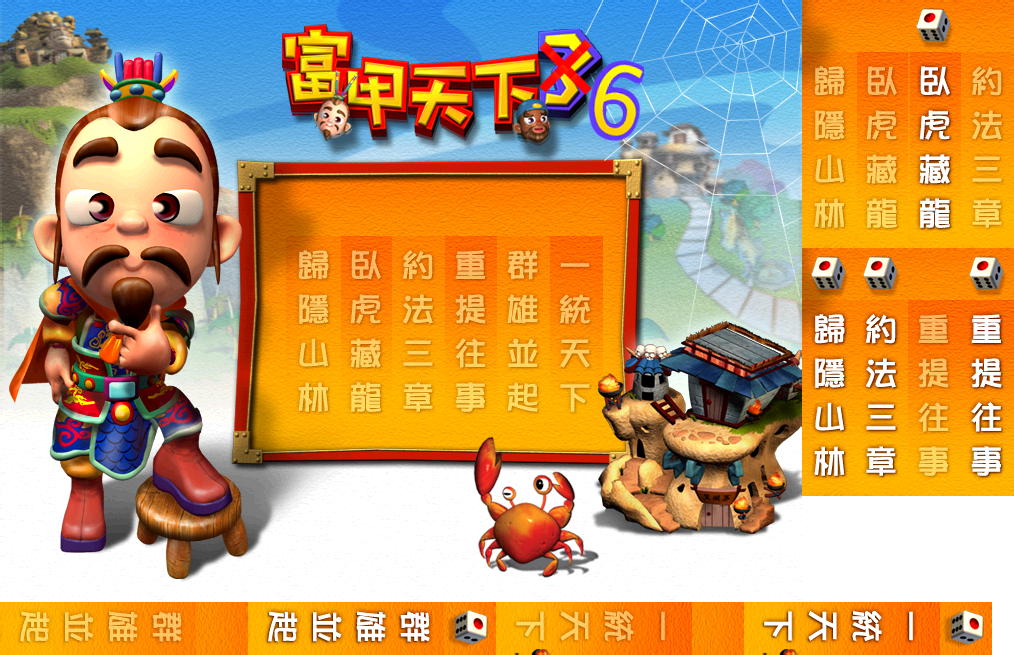 富甲天下3
6
歸隱山林
臥虎藏龍
約法三章
重提往事
群雄並起
一統天下
歸隱山林
臥虎藏龍
臥虎藏龍
約法三章
歸隱山林
約法三章
重提往事
重提往事
群雄並起
群雄並起
一統天下
一統天下